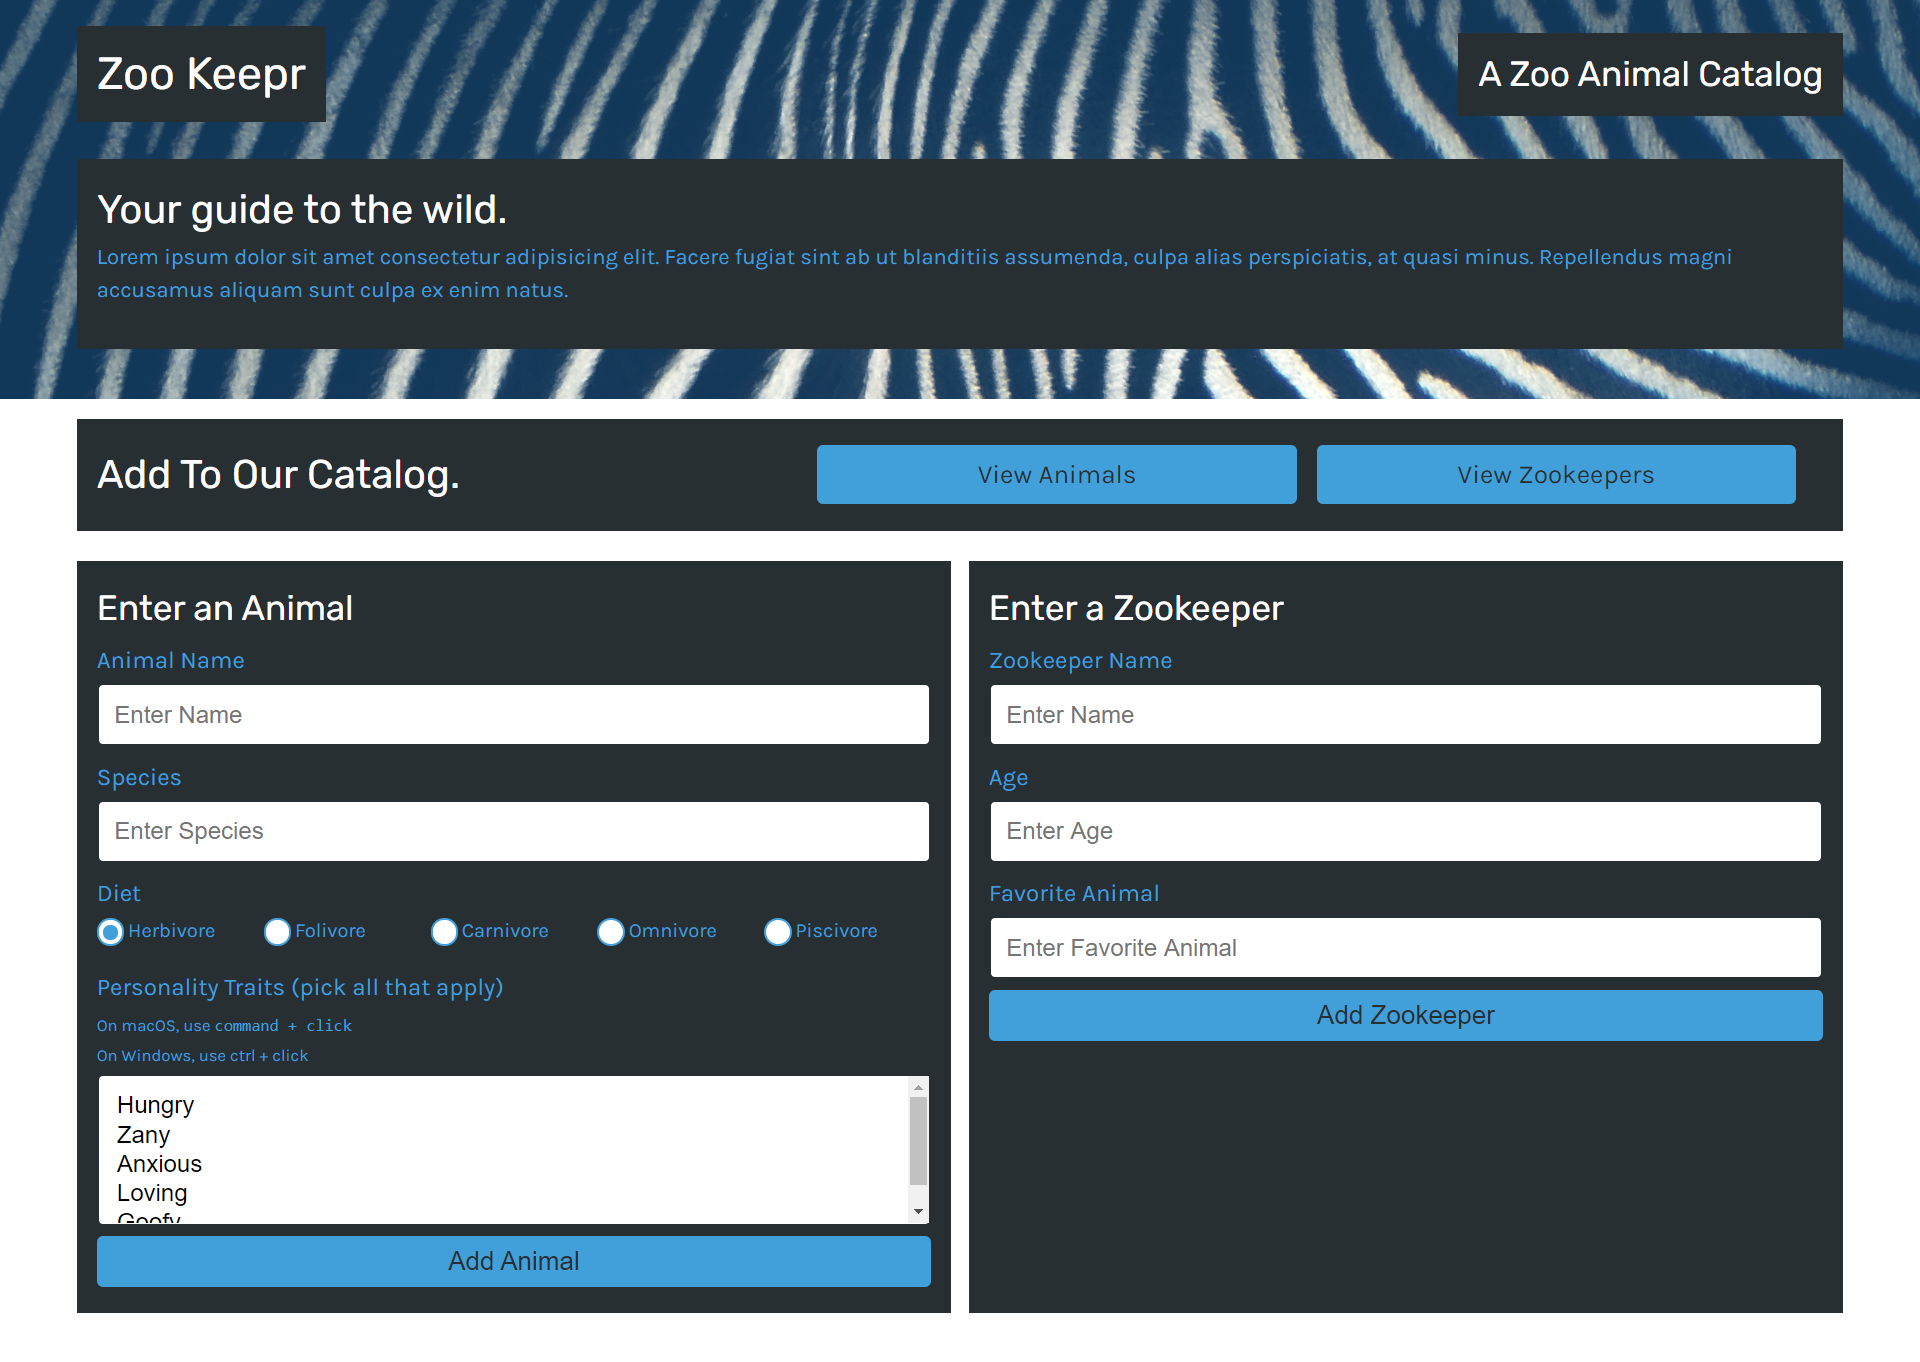 Zoo Keepr
A Zoo Animal Catalog
Your guide to the wild.
Lorem ipsum dolor sit amet consectetur adipisicing elit. Facere fugiat sint ab ut blanditiis assumenda, culpa alias perspiciatis, at quasi minus. Repellendus magni
accusamus aliquam sunt culpa ex enim natus.
Add To Our Catalog.
View Animals
View Zookeepers
Enter an Animal
Animal Name
Enter Name
Species
Enter Species
Diet
Herbivore Folivore Carnivore Omnivore Piscivore
Personality Traits (pick all that apply)
On macOS, use command + click
On Windows, use ctrl + click
Hungry
Zany
Anxious
Loving
Goofy
Add Animal
Enter a Zookeeper
Zookeeper Name
Enter Name
Age
Enter Age
Favorite Animal
Enter Favorite Animal
Add Zookeeper